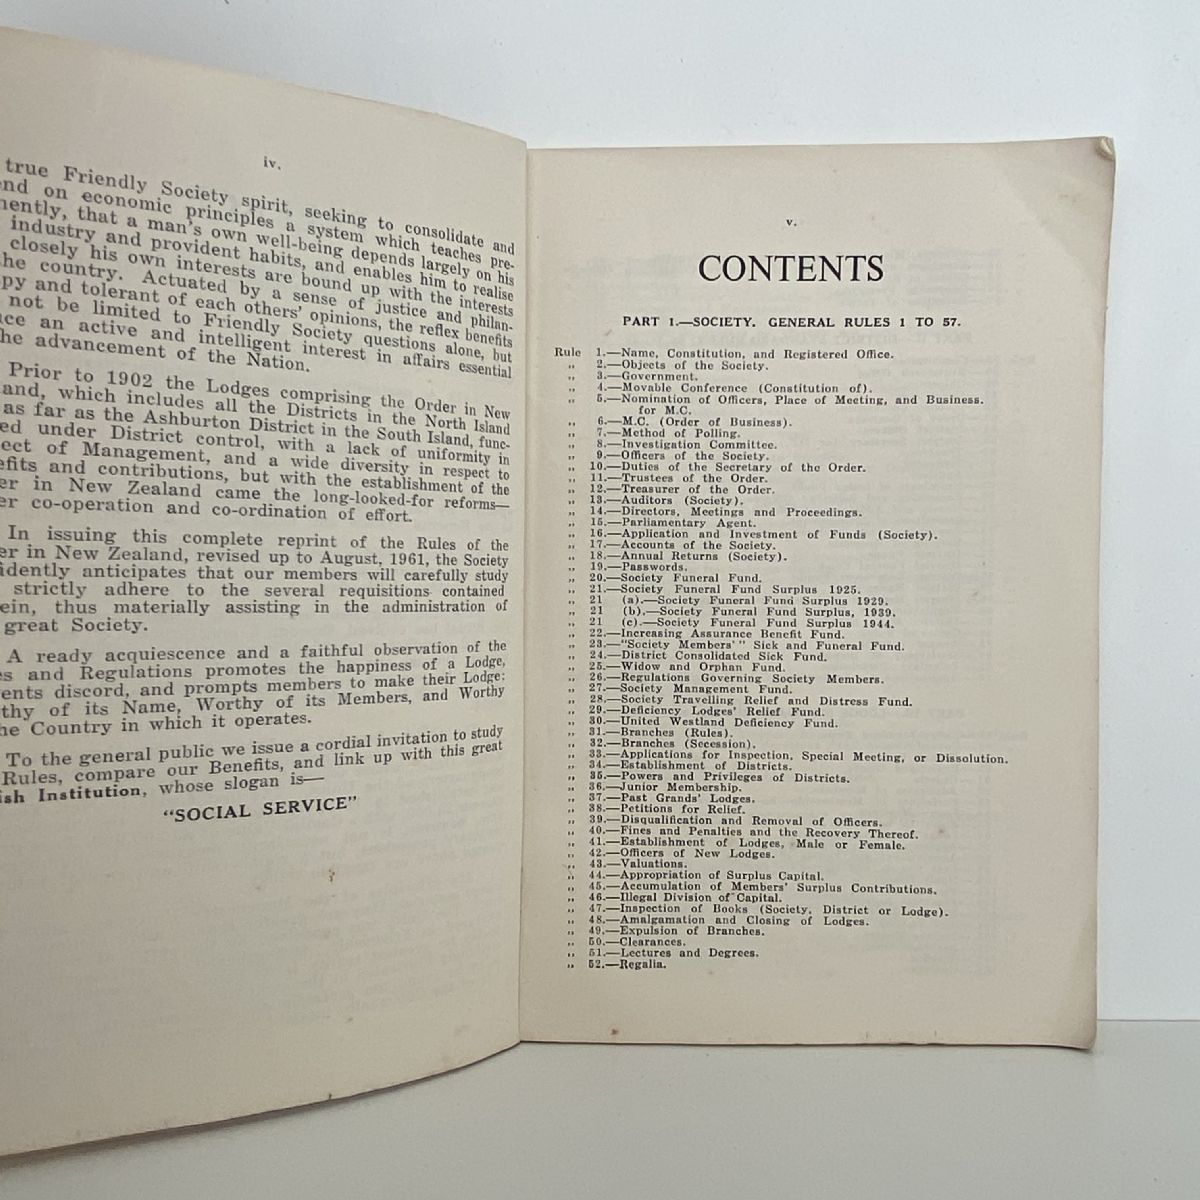 iv.
true Friendly Society spirit, seeking to consolidate and
on economic principles a system which teaches pre-
that a man's own well-being depends largely on his
industry and provident habits, and enables him to realise
closely his own interests are bound up with the interests
the country. Actuated by a sense of justice and philan-
and tolerant of each others' opinions, the reflex benefits
not be limited to Friendly Society questions alone, but
an active and intelligent interest in affairs essential
the advancement of the Nation.
Prior to 1902 the Lodges comprising the Order in New
which includes all the Districts in the North Island
as far as the Ashburton District in the South Island, func-
under District control, with a lack of uniformity in
of Management, and a wide diversity in respect to
and contributions, but with the establishment of the
in New Zealand came the long-looked-for reforms—
co-operation and co-ordination of effort.
In issuing this complete reprint of the Rules of the
in New Zealand, revised up to August, 1961, the Society
anticipates that our members will carefully study
strictly adhere to the several requisitions contained
thus materially assisting in the administration of
great Society.
A ready acquiescence and a faithful observation of the
and Regulations promotes the happiness of a Lodge,
discord, and prompts members to make their Lodge:
of its Name, Worthy of its Members, and Worthy
the Country in which it operates.
To the general public we issue a cordial invitation to study
Rules, compare our Benefits, and link up with this great
Institution, whose slogan is—
“SOCIAL SERVICE”
v.
CONTENTS
PART 1.—SOCIETY. GENERAL RULES 1 TO 57.
Rule 1.—Name, Constitution, and Registered Office.
„ 2.—Objects of the Society.
„ 3.—Government.
„ 4.—Movable Conference (Constitution of).
„ 5.—Nomination of Officers, Place of Meeting, and Business.
for M.C.
„ 6.—M.C. (Order of Business).
„ 7.—Method of Polling.
„ 8.—Investigation Committee.
„ 9.—Officers of the Society.
„ 10.—Duties of the Secretary of the Order.
„ 11.—Trustees of the Order.
„ 12.—Treasurer of the Order.
„ 13.—Auditors (Society).
„ 14.—Directors, Meetings and Proceedings.
„ 15.—Parliamentary Agent.
„ 16.—Application and Investment of Funds (Society).
„ 17.—Accounts of the Society.
„ 18.—Annual Returns (Society).
„ 19.—Passwords.
„ 20.—Society Funeral Fund.
„ 21.—Society Funeral Fund Surplus 1925.
„ 21 (a).—Society Funeral Fund Surplus 1929.
„ 21 (b).—Society Funeral Fund Surplus, 1939.
„ 21 (c).—Society Funeral Fund Surplus 1944.
„ 22.—Increasing Assurance Benefit Fund.
„ 23.—"Society Members'" Sick and Funeral Fund.
„ 24.—District Consolidated Sick Fund.
„ 25.—Widow and Orphan Fund.
„ 26.—Regulations Governing Society Members.
„ 27.—Society Management Fund.
„ 28.—Society Travelling Relief and Distress Fund.
„ 29.—Deficiency Lodges' Relief Fund.
„ 30.—United Westland Deficiency Fund.
„ 31.—Branches (Rules).
„ 32.—Branches (Secession).
„ 33.—Applications for Inspection, Special Meeting, or Dissolution.
„ 34.—Establishment of Districts.
„ 35.—Powers and Privileges of Districts.
„ 36.—Junior Membership.
„ 37.—Past Grands' Lodges.
„ 38.—Petitions for Relief.
„ 39.—Disqualification and Removal of Officers.
„ 40.—Fines and Penalties and the Recovery Thereof.
„ 41.—Establishment of Lodges, Male or Female.
„ 42.—Officers of New Lodges.
„ 43.—Valuations.
„ 44.—Appropriation of Surplus Capital.
„ 45.—Accumulation of Members' Surplus Contributions.
„ 46.—Illegal Division of Capital.
„ 47.—Inspection of Books (Society, District or Lodge).
„ 48.—Amalgamation and Closing of Lodges.
„ 49.—Expulsion of Branches.
„ 50.—Clearances.
„ 51.—Lectures and Degrees.
„ 52.—Regalia.